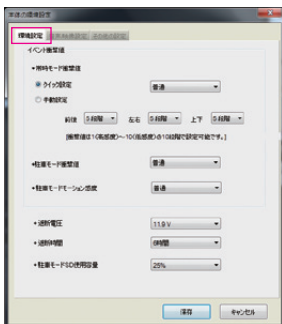 本体の環境設定
環境設定
イベント衝撃値
•常時モード衝撃値
クイック設定 普通
手動設定
前後 5段階 左右 5段階 上下 5段階
[衝撃値は1(高感度)～10(低感度)の10段階で設定可能です。]
•駐車モード衝撃値 普通
•駐車モードモーション感度 普通
•遮断電圧 11.9 V
•遮断時間 6時間
•駐車モードSD使用容量 25%
保存 キャンセル